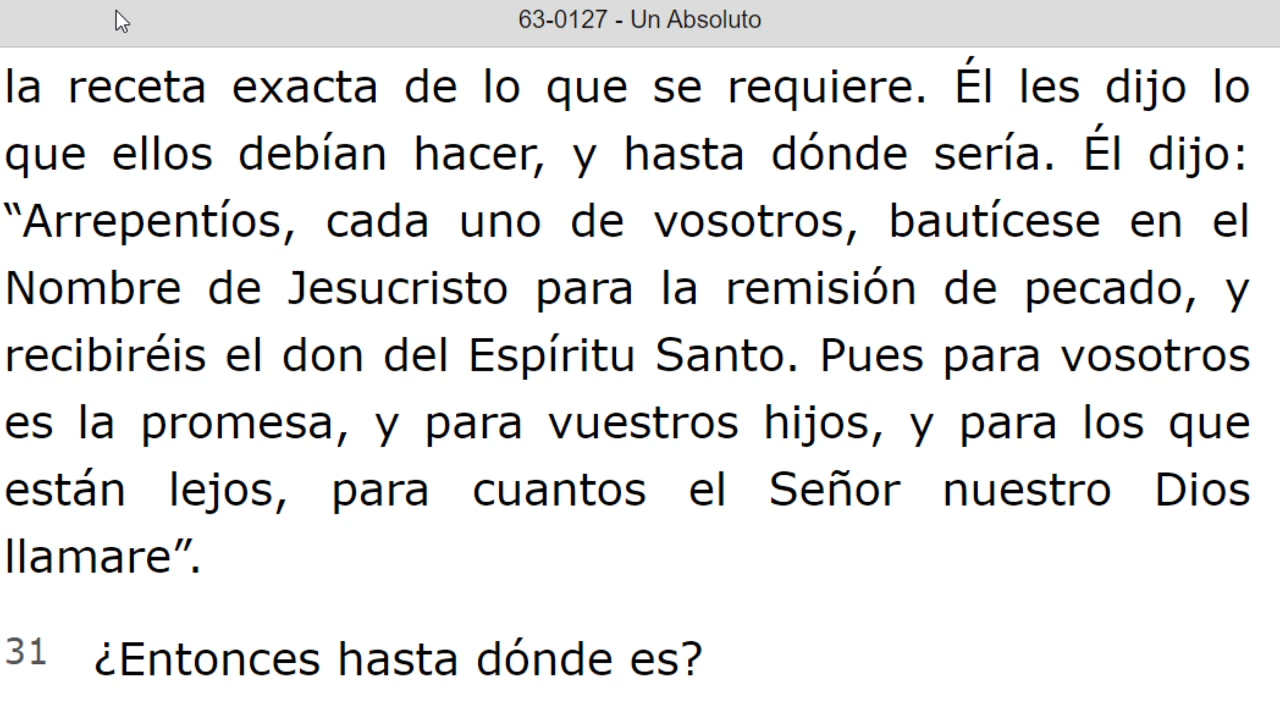 63-0127 - Un Absoluto
la receta exacta de lo que se requiere. Él les dijo lo
que ellos debían hacer, y hasta dónde sería. Él dijo:
“Arrepentíos, cada uno de vosotros, bautícese en el
Nombre de Jesucristo para la remisión de pecado, y
recibiréis el don del Espíritu Santo. Pues para vosotros
es la promesa, y para vuestros hijos, y para los que
están lejos, para cuantos el Señor nuestro Dios
llamare”.
31 ¿Entonces hasta dónde es?